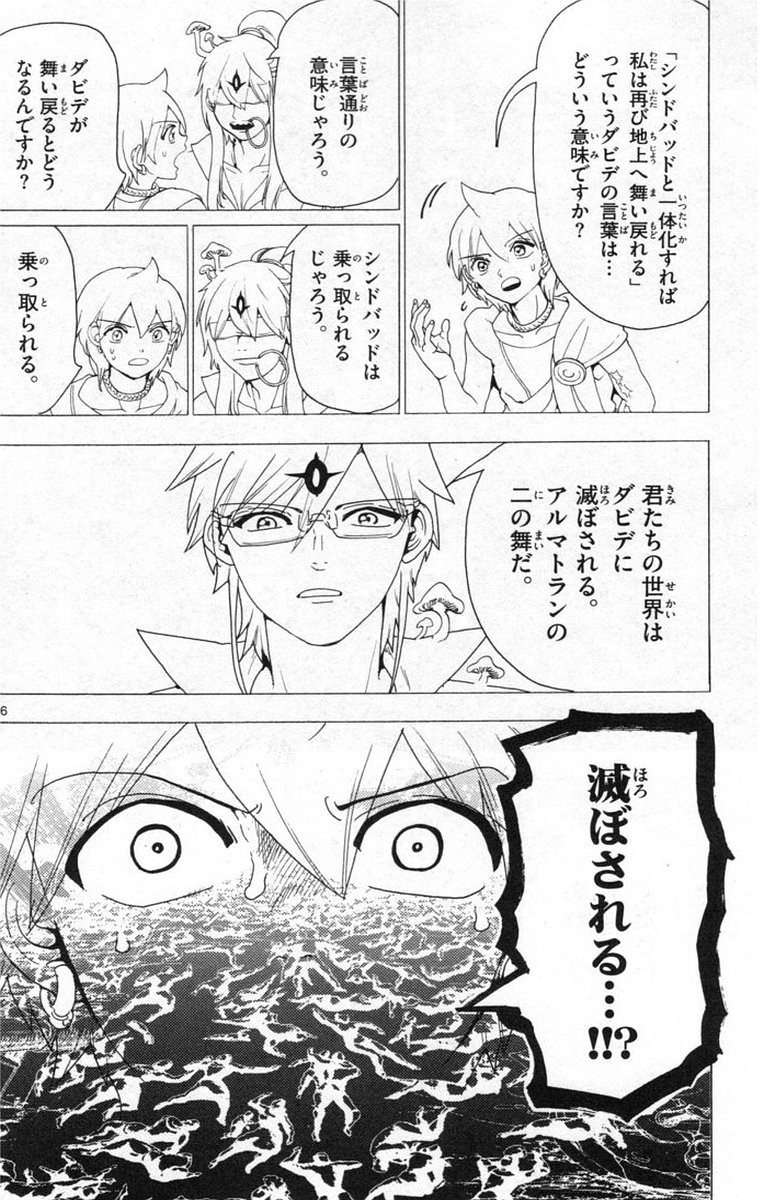 「シンドバッドと一体化すれば
私は再び地上へ舞い戻れる」
っていうダビデの言葉は…
どういう意味ですか？
言葉通りの
意味じゃろう。
ダビデが
舞い戻るとどう
なるんですか？
シンドバッドは
乗っ取られる
じゃろう。
乗っ取られる。
君たちの世界は
ダビデに
滅ぼされる。
アルマトランの
二の舞だ。
滅ぼされる…!!?
6